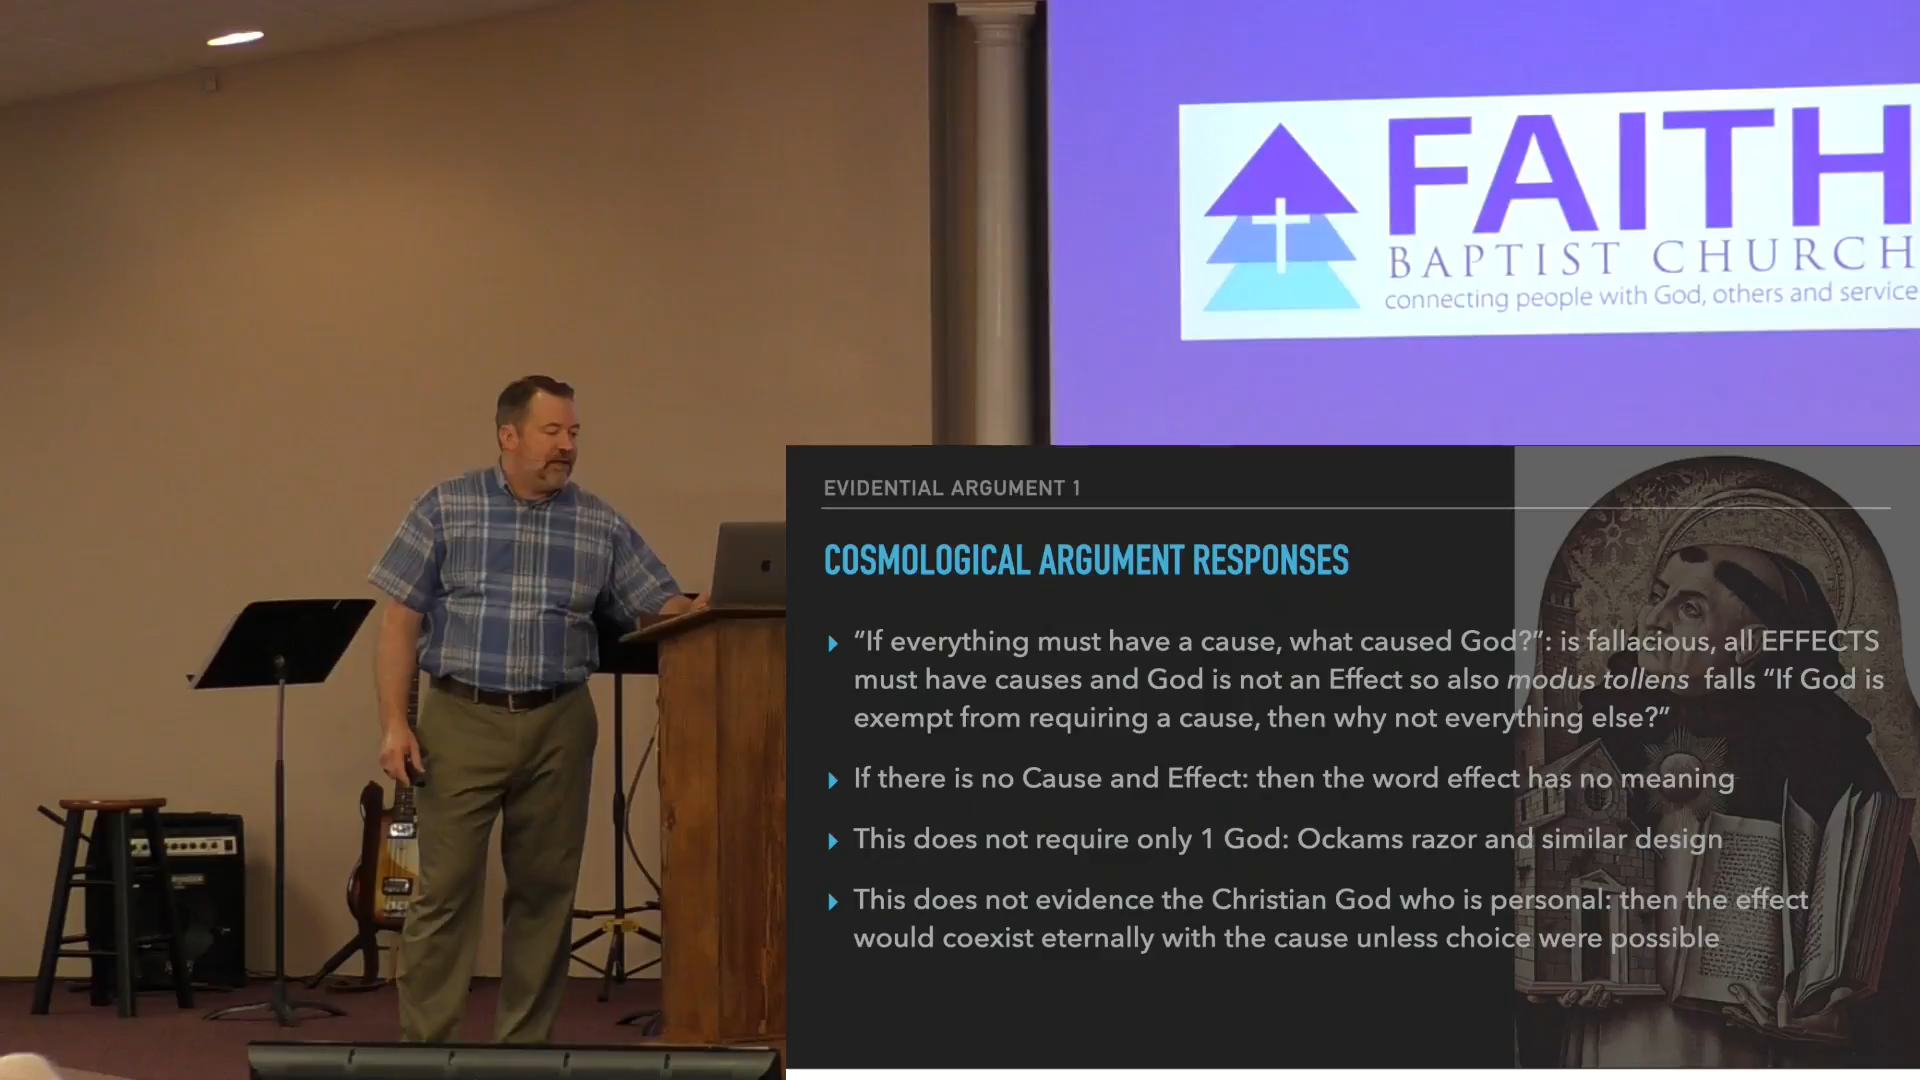 FAITH
BAPTIST CHURCH
connecting people with God, others and service
EVIDENTIAL ARGUMENT 1
COSMOLOGICAL ARGUMENT RESPONSES
“If everything must have a cause, what caused God?”: is fallacious, all EFFECTS
must have causes and God is not an Effect so also modus tollens falls “If God is
exempt from requiring a cause, then why not everything else?”
If there is no Cause and Effect: then the word effect has no meaning
This does not require only 1 God: Ockams razor and similar design
This does not evidence the Christian God who is personal: then the effect
would coexist eternally with the cause unless choice were possible